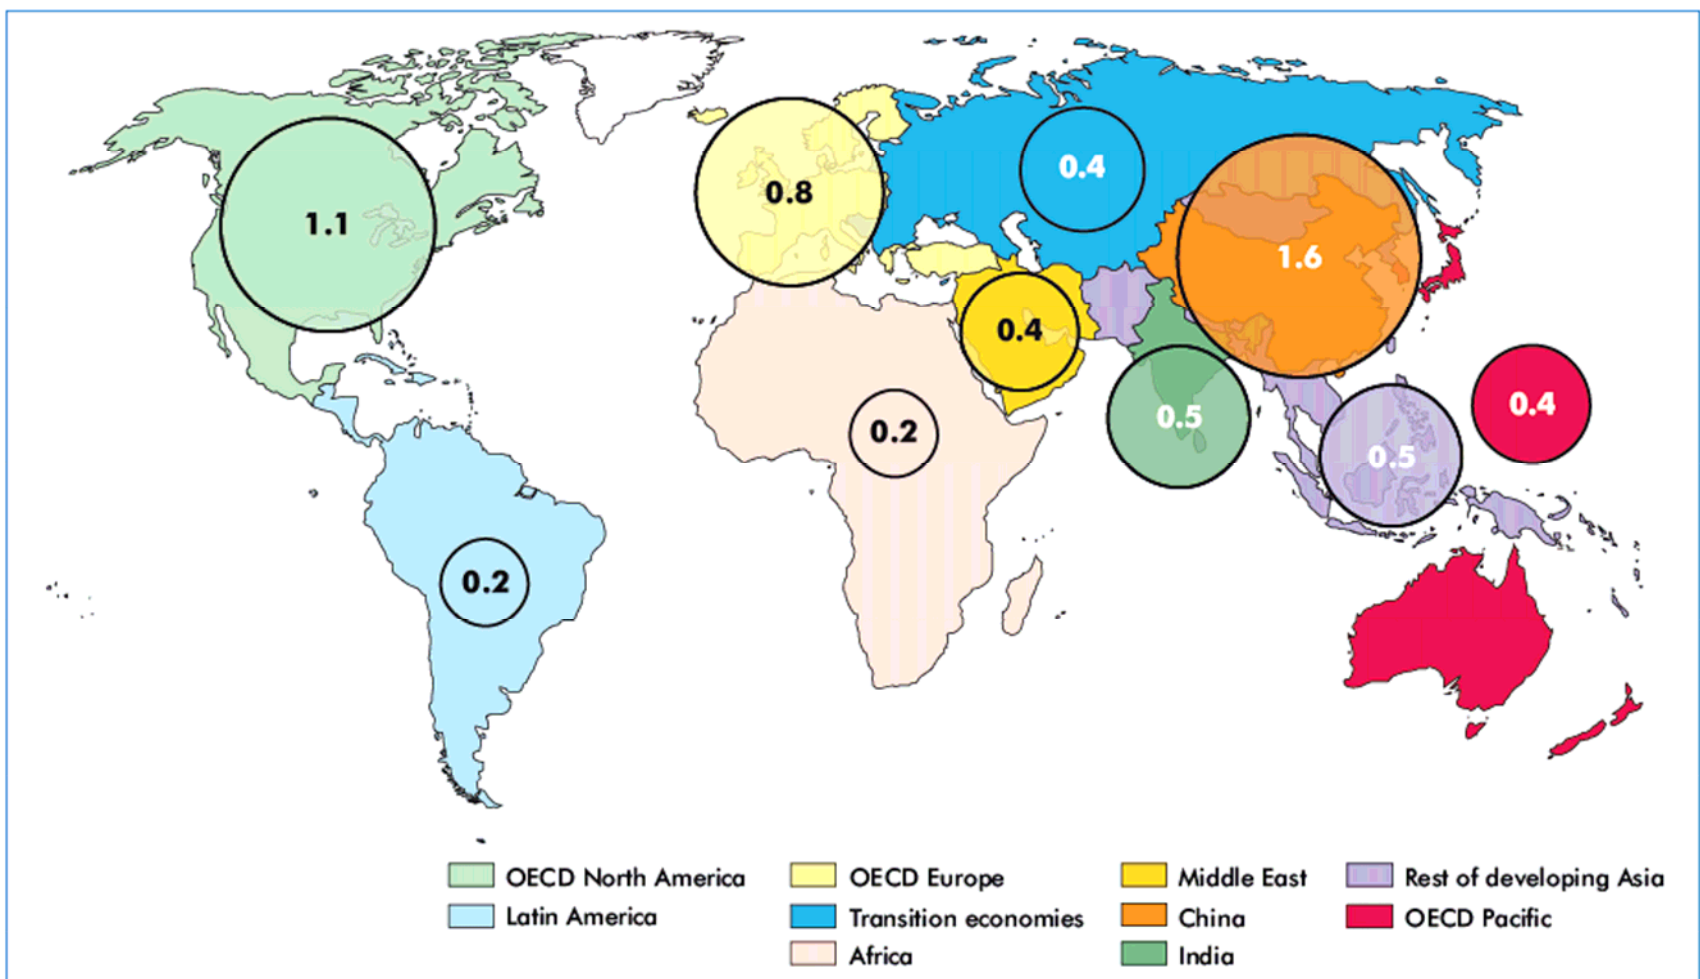 1.1
0.8
0.4
1.6
0.4
0.5
0.4
0.2
0.5
0.2
OECD North America
Latin America
OECD Europe
Transition economies
Africa
Middle East
China
India
Rest of developing Asia
OECD Pacific